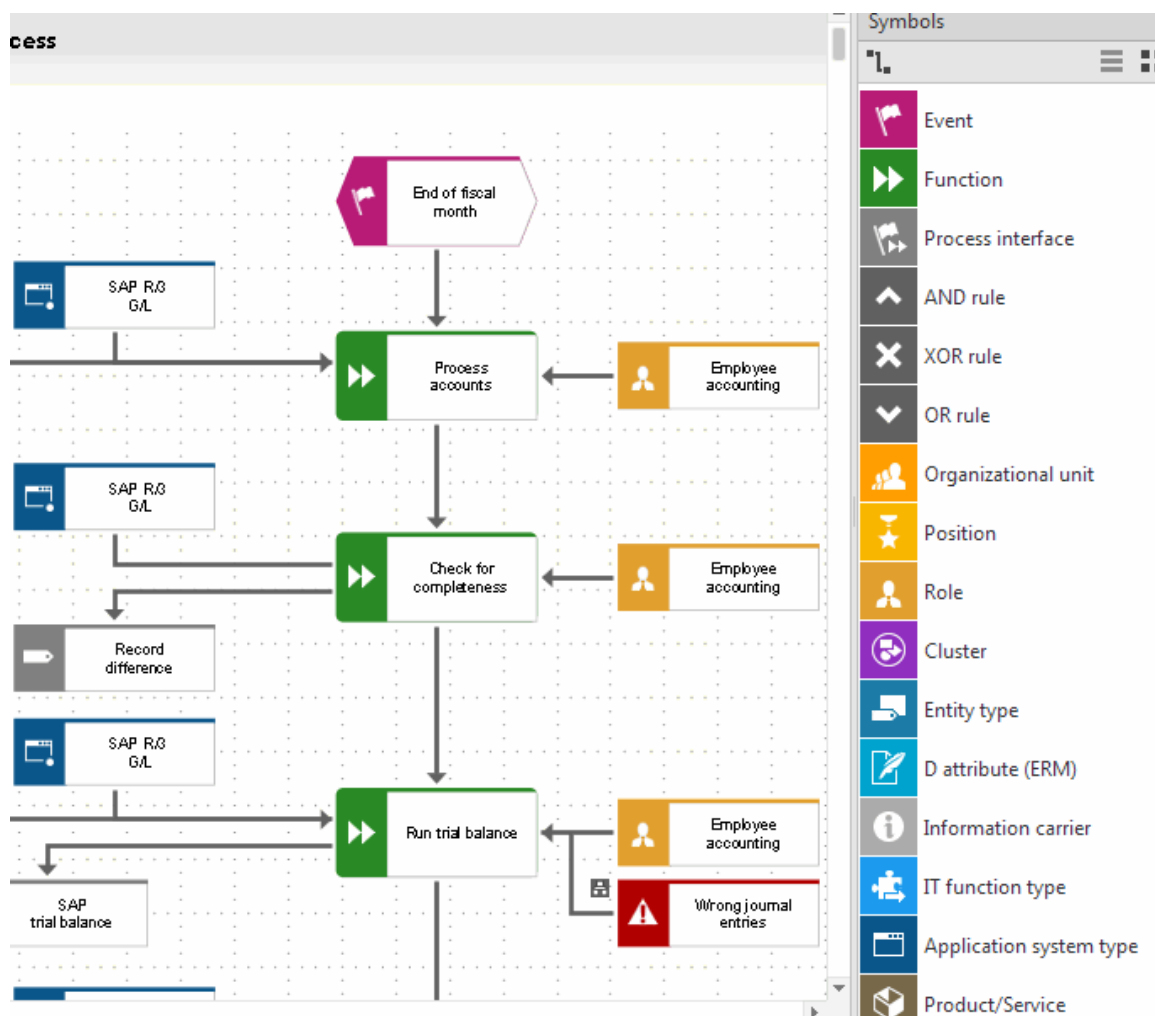 cess
Symbols
End of fiscal
month
SAP R/3
G/L
Process
accounts
Employee
accounting
SAP R/3
G/L
Check for
completeness
Employee
accounting
Record
difference
SAP R/3
G/L
Run trial balance
Employee
accounting
SAP
trial balance
Wrong journal
entries
Event
Function
Process interface
AND rule
XOR rule
OR rule
Organizational unit
Position
Role
Cluster
Entity type
D attribute (ERM)
Information carrier
IT function type
Application system type
Product/Service